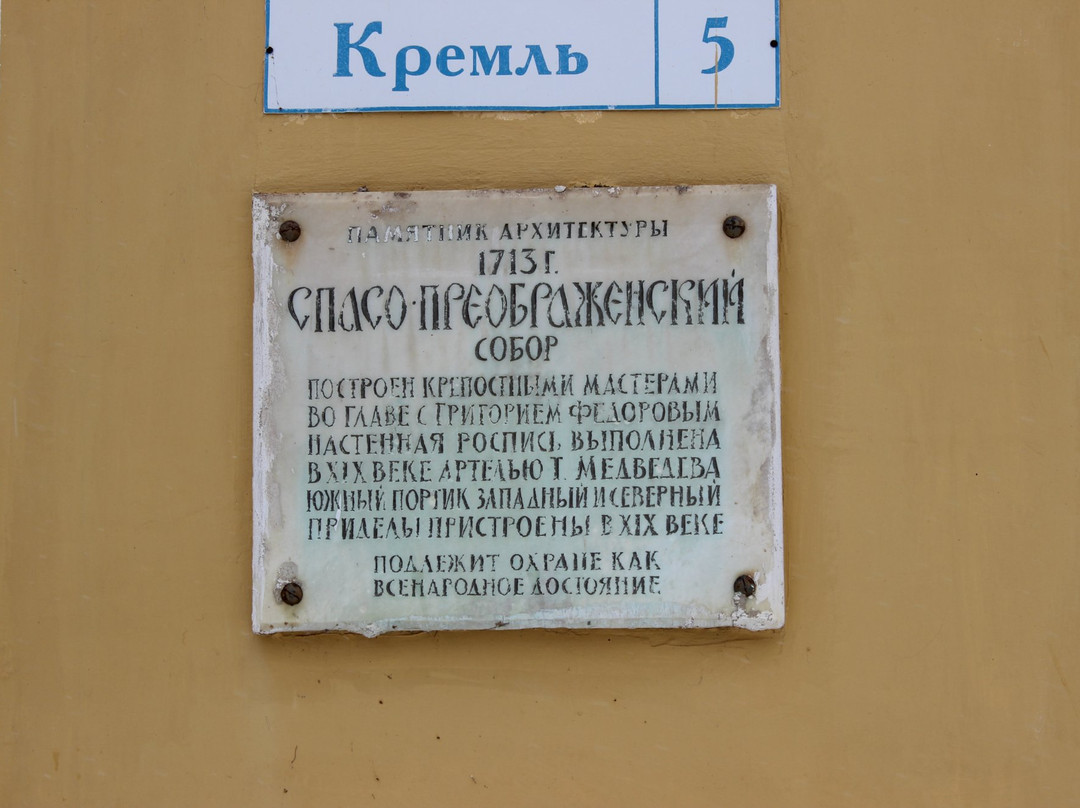 Кремль 5
ПАМЯТНИК АРХИТЕКТУРЫ
1713 Г.
СПАСО-ПРЕОБРАЖЕНСКИЙ
СОБОР
ПОСТРОЕН КРЕПОСТНЫМИ МАСТЕРАМИ
ВО ГЛАВЕ С ГРИГОРИЕМ ФЕДОРОВЫМ
НАСТЕННАЯ РОСПИСЬ ВЫПОЛНЕНА
В XIX ВЕКЕ АРТЕЛЬЮ Т. МЕДВЕДЕВА
ЮЖНЫЙ ПОРТИК ЗАПАДНЫЙ И СЕВЕРНЫЙ
ПРИДЕЛЫ ПРИСТРОЕНЫ В XIX ВЕКЕ
ПОДЛЕЖИТ ОХРАНЕ КАК
ВСЕНАРОДНОЕ ДОСТОЯНИЕ